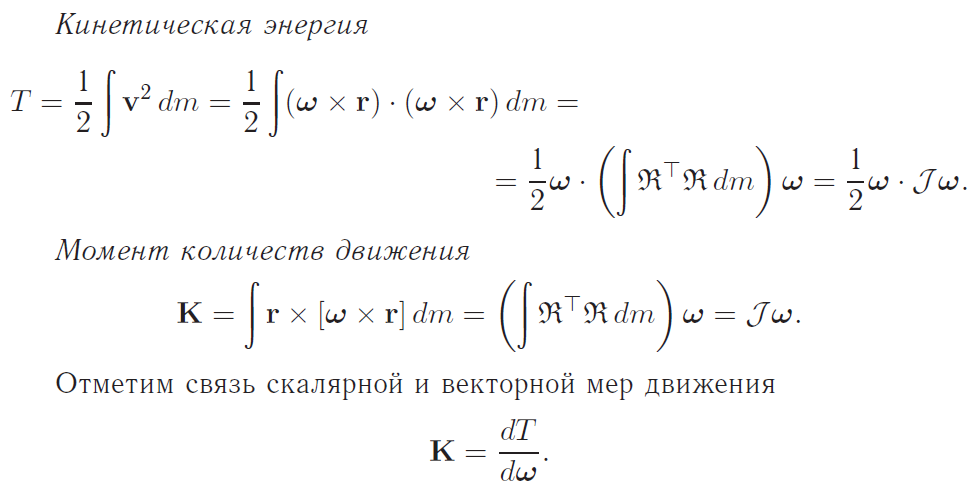 Кинетическая энергия
T = \frac{1}{2} \int \mathbf{v}^2 \, dm = \frac{1}{2} \int (\boldsymbol{\omega} \times \mathbf{r}) \cdot (\boldsymbol{\omega} \times \mathbf{r}) \, dm =
= \frac{1}{2} \boldsymbol{\omega} \cdot \left( \int \mathfrak{R}^\top \mathfrak{R} \, dm \right) \boldsymbol{\omega} = \frac{1}{2} \boldsymbol{\omega} \cdot \mathcal{J} \boldsymbol{\omega}.
Момент количеств движения
\mathbf{K} = \int \mathbf{r} \times [\boldsymbol{\omega} \times \mathbf{r}] \, dm = \left( \int \mathfrak{R}^\top \mathfrak{R} \, dm \right) \boldsymbol{\omega} = \mathcal{J} \boldsymbol{\omega}.
Отметим связь скалярной и векторной мер движения
\mathbf{K} = \frac{dT}{d\boldsymbol{\omega}}.